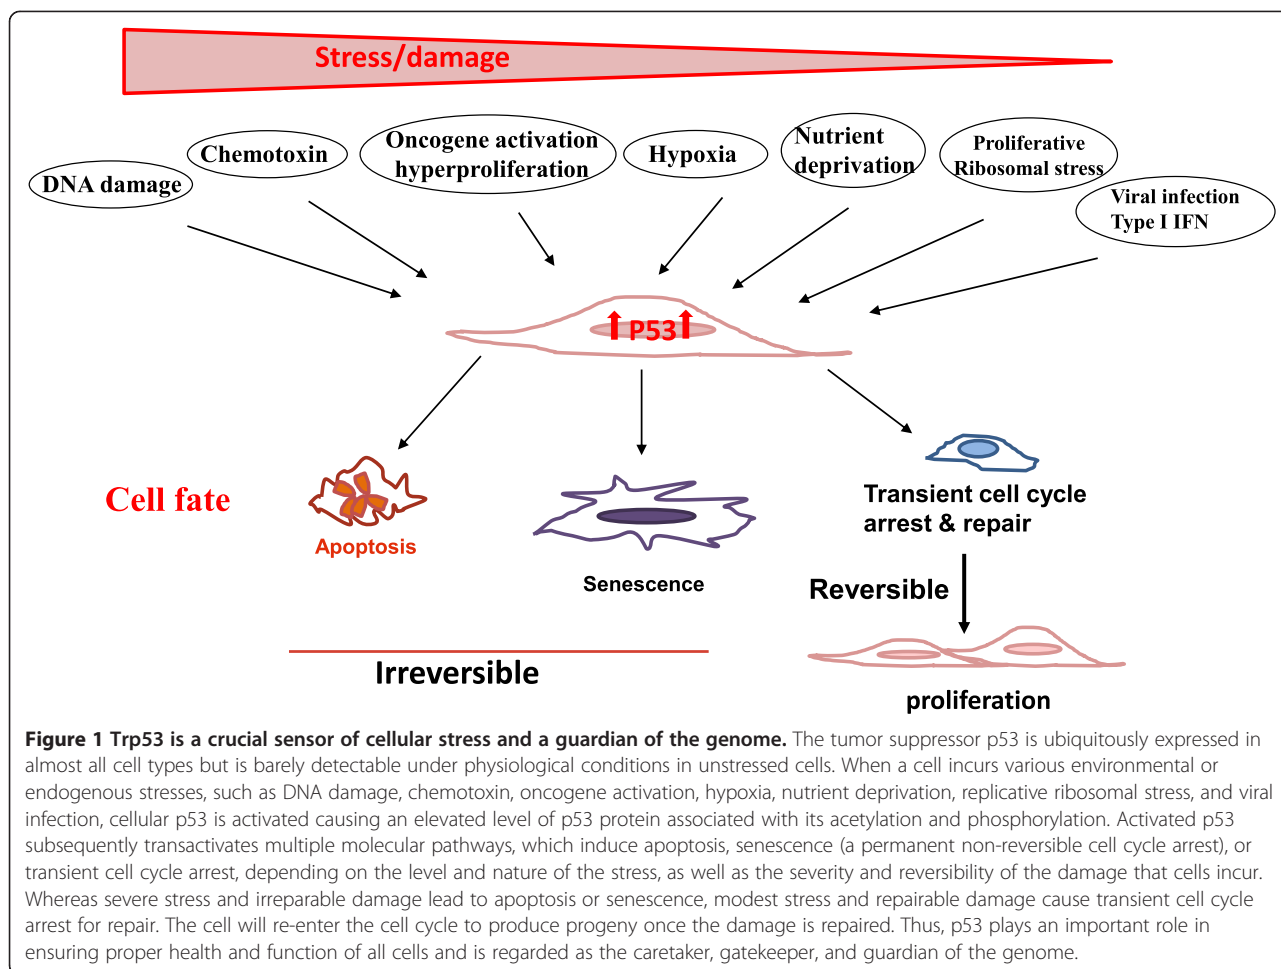 Stress/damage
DNA damage
Chemotoxin
Oncogene activation
hyperproliferation
Hypoxia
Nutrient
deprivation
Proliferative
Ribosomal stress
Viral infection
Type I IFN
P53
Cell fate
Apoptosis
Senescence
Transient cell cycle
arrest & repair
Reversible
Irreversible
proliferation
Figure 1 Trp53 is a crucial sensor of cellular stress and a guardian of the genome. The tumor suppressor p53 is ubiquitously expressed in
almost all cell types but is barely detectable under physiological conditions in unstressed cells. When a cell incurs various environmental or
endogenous stresses, such as DNA damage, chemotoxin, oncogene activation, hypoxia, nutrient deprivation, replicative ribosomal stress, and viral
infection, cellular p53 is activated causing an elevated level of p53 protein associated with its acetylation and phosphorylation. Activated p53
subsequently transactivates multiple molecular pathways, which induce apoptosis, senescence (a permanent non-reversible cell cycle arrest), or
transient cell cycle arrest, depending on the level and nature of the stress, as well as the severity and reversibility of the damage that cells incur.
Whereas severe stress and irreparable damage lead to apoptosis or senescence, modest stress and repairable damage cause transient cell cycle
arrest for repair. The cell will re-enter the cell cycle to produce progeny once the damage is repaired. Thus, p53 plays an important role in
ensuring proper health and function of all cells and is regarded as the caretaker, gatekeeper, and guardian of the genome.